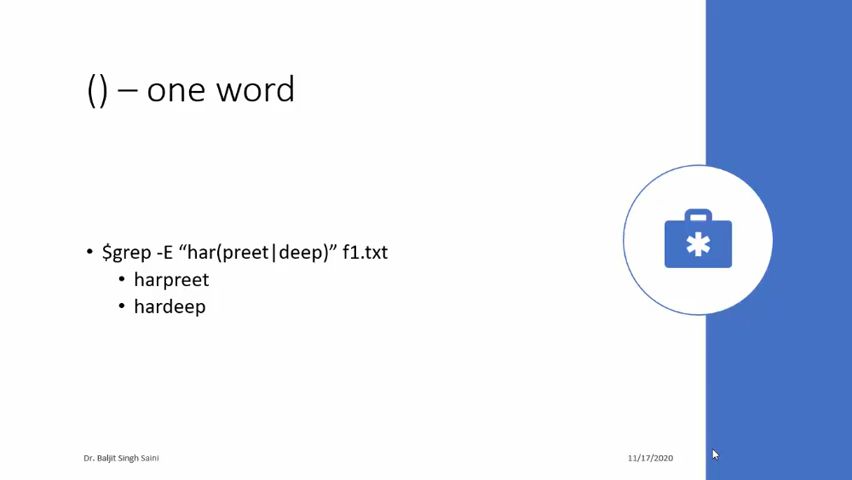 () – one word
• $grep -E “har(preet|deep)” f1.txt
• harpreet
• hardeep
Dr. Baljit Singh Saini
11/17/2020